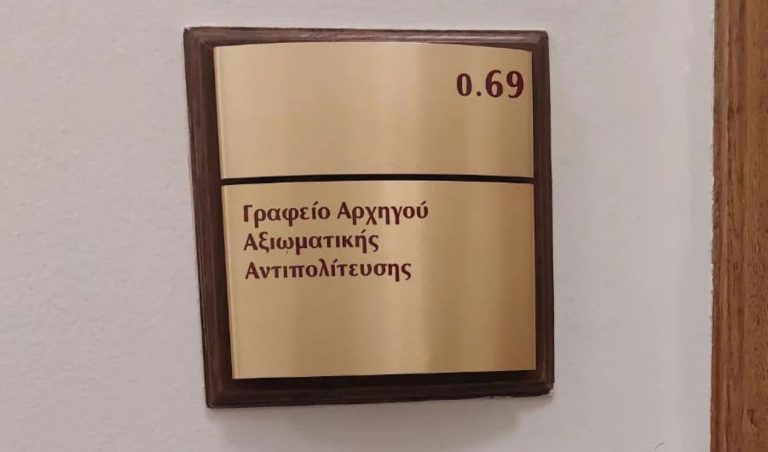 0.69
Γραφείο Αρχηγού
Αξιωματικής
Αντιπολίτευσης